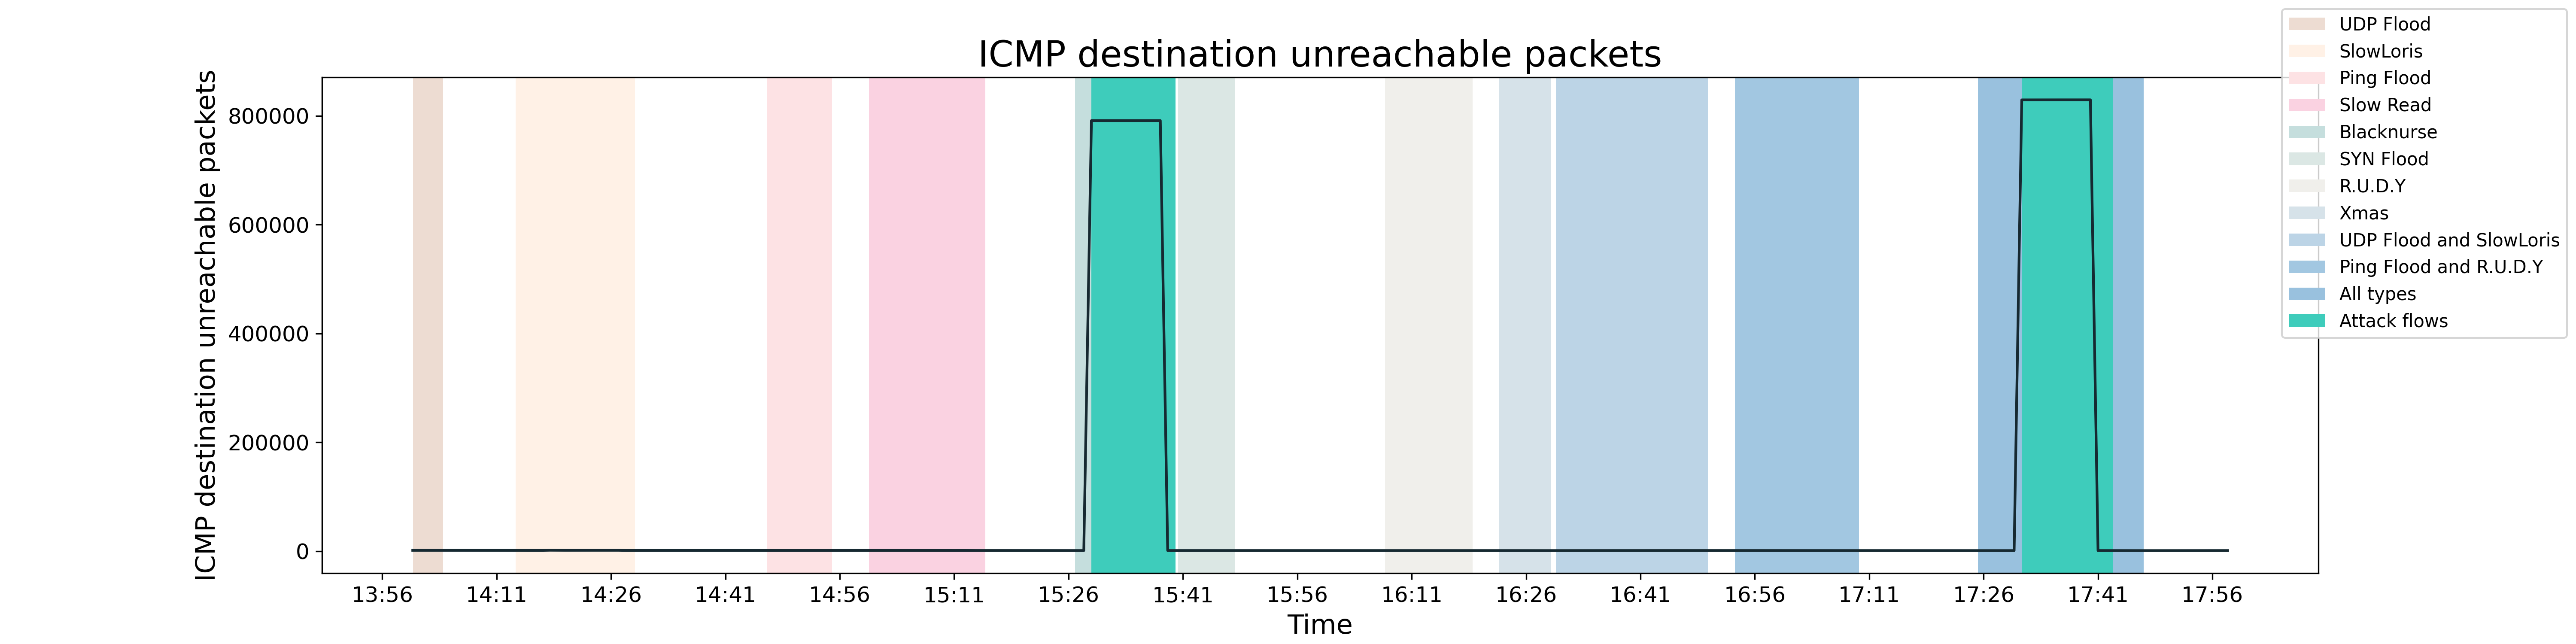 ICMP destination unreachable packets
ICMP destination unreachable packets
800000
600000
400000
200000
0
13:56
14:11
14:26
14:41
14:56
15:11
15:26
15:41
15:56
16:11
16:26
16:41
16:56
17:11
17:26
17:41
17:56
Time
UDP Flood
SlowLoris
Ping Flood
Slow Read
Blacknurse
SYN Flood
R.U.D.Y
Xmas
UDP Flood and SlowLoris
Ping Flood and R.U.D.Y
All types
Attack flows